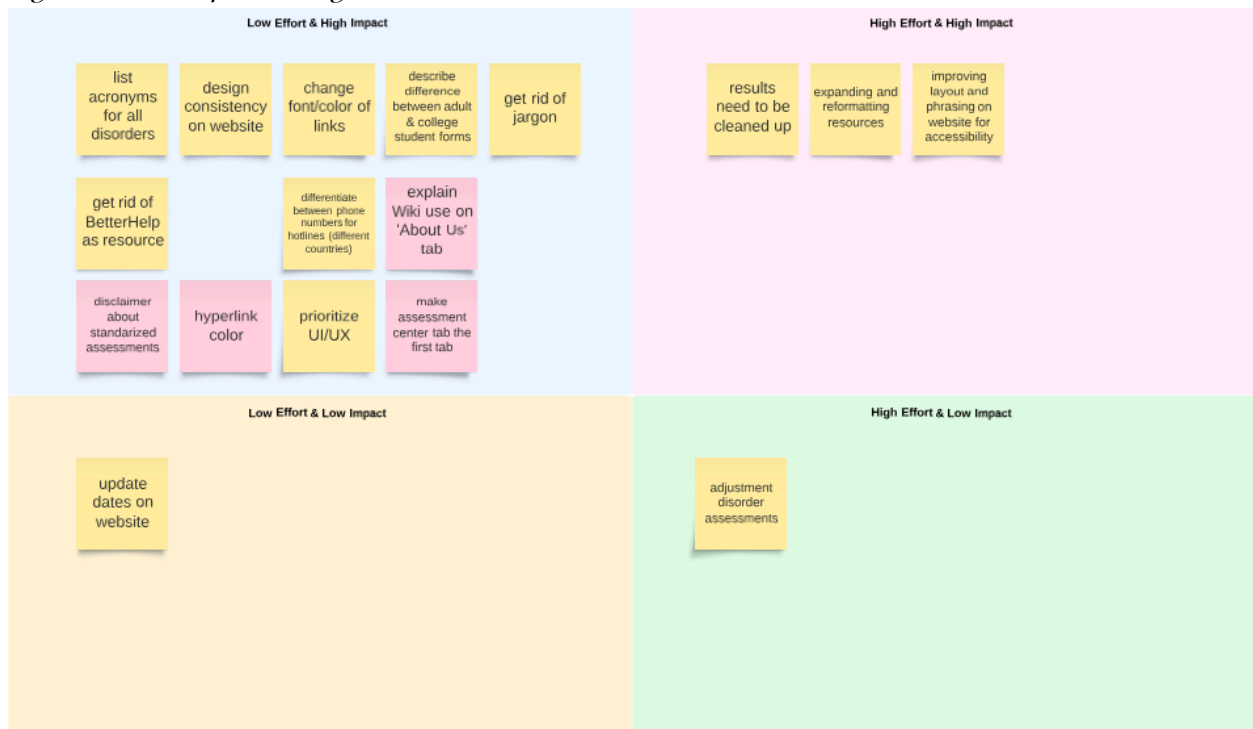 Low Effort & High Impact
list
acronyms
for all
disorders
design
consistency
on website
change
font/color of
links
describe
difference
between adult
& college
student forms
get rid of
jargon
get rid of
BetterHelp
as resource
differentiate
between phone
numbers for
hotlines (different
countries)
explain
Wiki use on
'About Us'
tab
disclaimer
about
standarized
assessments
hyperlink
color
prioritize
UI/UX
make
assessment
center tab the
first tab
High Effort & High Impact
results
need to be
cleaned up
expanding and
reformatting
resources
improving
layout and
phrasing on
website for
accessibility
Low Effort & Low Impact
update
dates on
website
High Effort & Low Impact
adjustment
disorder
assessments